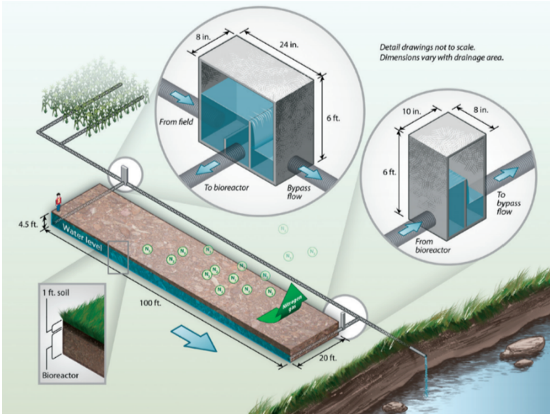 8 in.
24 in.
6 ft.
From field
To bioreactor
Bypass
flow
Detail drawings not to scale.
Dimensions vary with drainage area.
10 in.
8 in.
6 ft.
To
bypass
flow
From
bioreactor
4.5 ft.
Water level
100 ft.
20 ft.
Nitrogen
1 ft. soil
Bioreactor